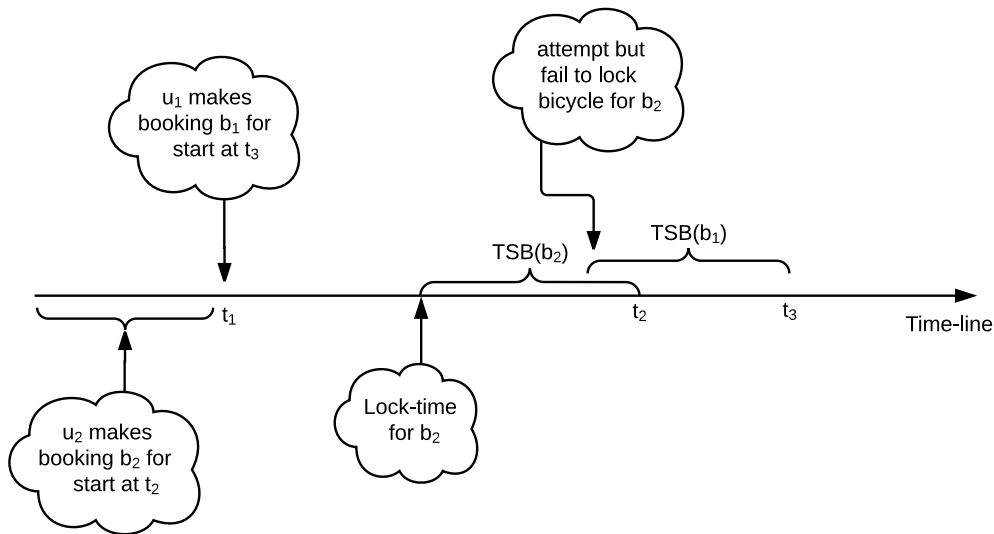 attempt but
fail to lock
bicycle for b₂
u₁ makes
booking b₁ for
start at t₃
TSB(b₂)
TSB(b₁)
t₁
t₂
t₃
Time-line
Lock-time
for b₂
u₂ makes
booking b₂ for
start at t₂